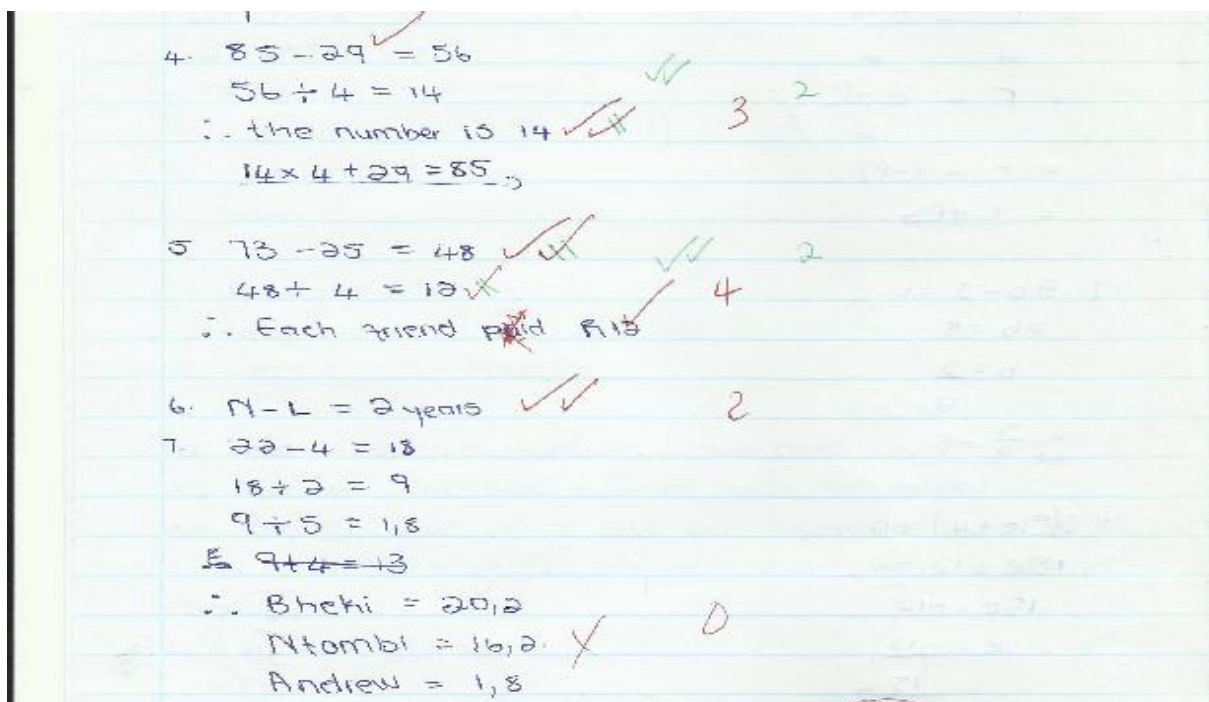 4. 85 - 29 = 56
56 ÷ 4 = 14
2
∴ the number is 14
3
14 × 4 + 29 = 85
5 73 - 25 = 48
2
48 ÷ 4 = 12
4
∴ Each friend paid R12
6. N - L = 2 years
2
7. 22 - 4 = 18
18 ÷ 2 = 9
9 ÷ 5 = 1,8
9 + 4 = 13
∴ Bheki = 20,2
0
Ntombi = 16,2.
Andrew = 1,8